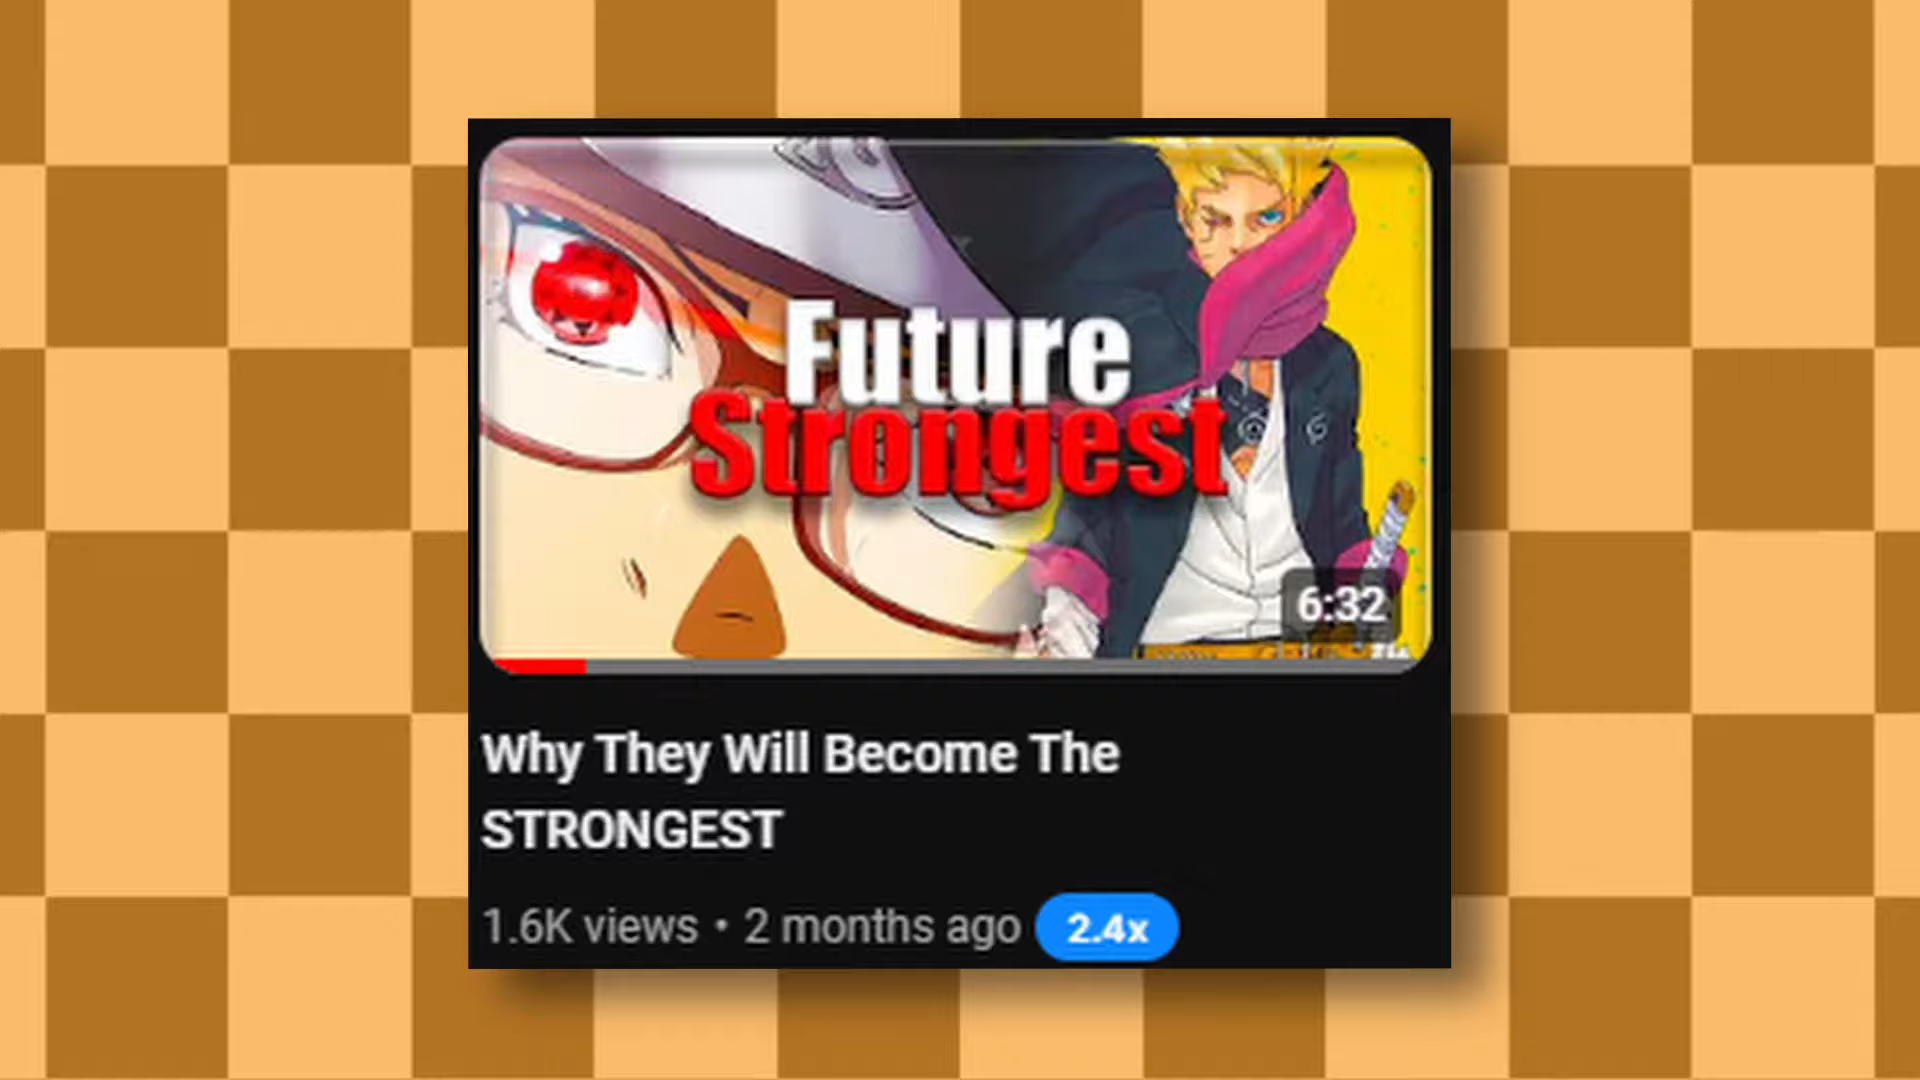 Future
Strongest
6:32
Why They Will Become The
STRONGEST
1.6K views • 2 months ago 2.4x